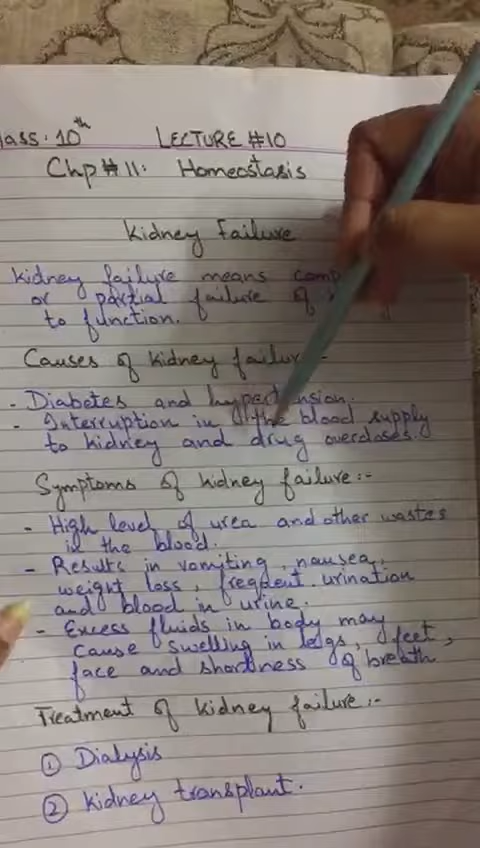 lass: 10th LECTURE #10
Chp # 11: Homeostasis
Kidney Failure
kidney failure means
or partial failure of
to function.
Causes of kidney failure:-
- Diabetes and hypertension.
- Interruption in the blood supply
to kidney and drug overdoses.
Symptoms of kidney failure:-
- High level of urea and other wastes
in the blood.
- Results in vomiting, nausea,
weight loss, frequent urination
and blood in urine.
- Excess fluids in body may
cause swelling in legs, feet,
face and shortness of breath
Treatment of kidney failure:-
① Dialysis
② kidney transplant.